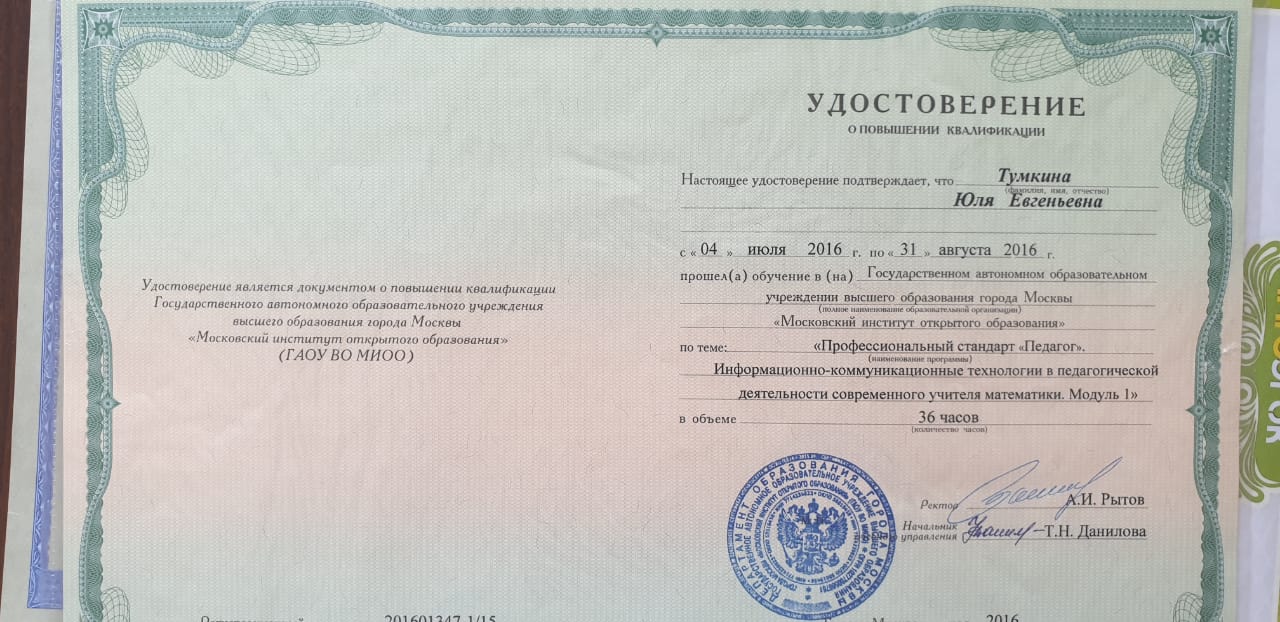 Удостоверение является документом о повышении квалификации
Государственного автономного образовательного учреждения
высшего образования города Москвы
«Московский институт открытого образования»
(ГАОУ ВО МИОО)
201601347-1/15
УДОСТОВЕРЕНИЕ
О ПОВЫШЕНИИ КВАЛИФИКАЦИИ
Настоящее удостоверение подтверждает, что Тумкина
(фамилия, имя, отчество)
Юля Евгеньевна
с « 04 » июля 2016 г. по « 31 » августа 2016 г.
прошел(а) обучение в (на) Государственном автономном образовательном
учреждении высшего образования города Москвы
(полное наименование образовательной организации)
«Московский институт открытого образования»
по теме: «Профессиональный стандарт «Педагог».
(наименование программы)
Информационно-коммуникационные технологии в педагогической
деятельности современного учителя математики. Модуль 1»
в объеме 36 часов
(количество часов)
ДЕПАРТАМЕНТ ОБРАЗОВАНИЯ ГОРОДА МОСКВЫ
Ректор А.И. Рытов
Начальник
управления Т.Н. Данилова
2016